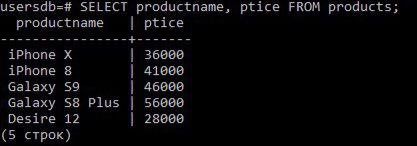 usersdb=# SELECT productname, ptice FROM products;
productname | ptice
----------------+-------
iPhone X | 36000
iPhone 8 | 41000
Galaxy S9 | 46000
Galaxy S8 Plus | 56000
Desire 12 | 28000
(5 строк)